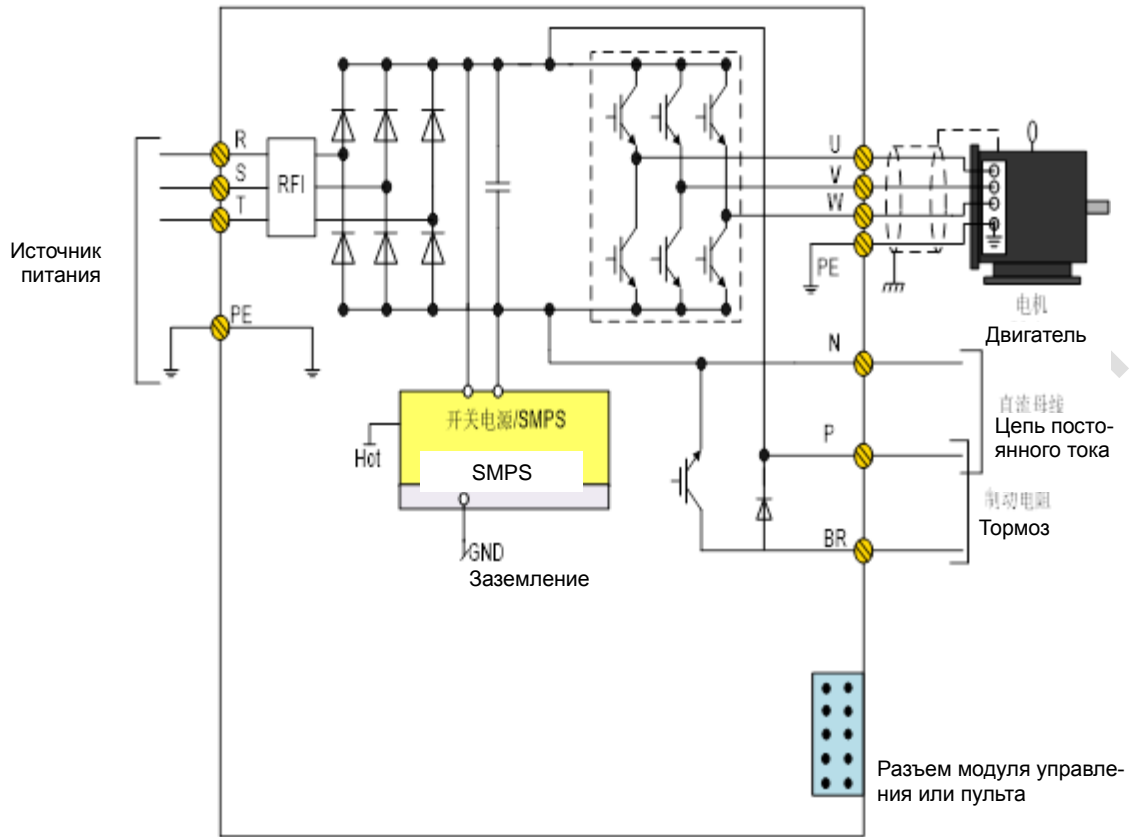 R
S
T
RFI
Источник
питания
PE
U
V
W
PE
电机
Двигатель
N
直流母线
Цепь посто-
янного тока
P
制动电阻
Тормоз
BR
开关电源/SMPS
SMPS
Hot
GND
Заземление
Разъем модуля управле-
ния или пульта